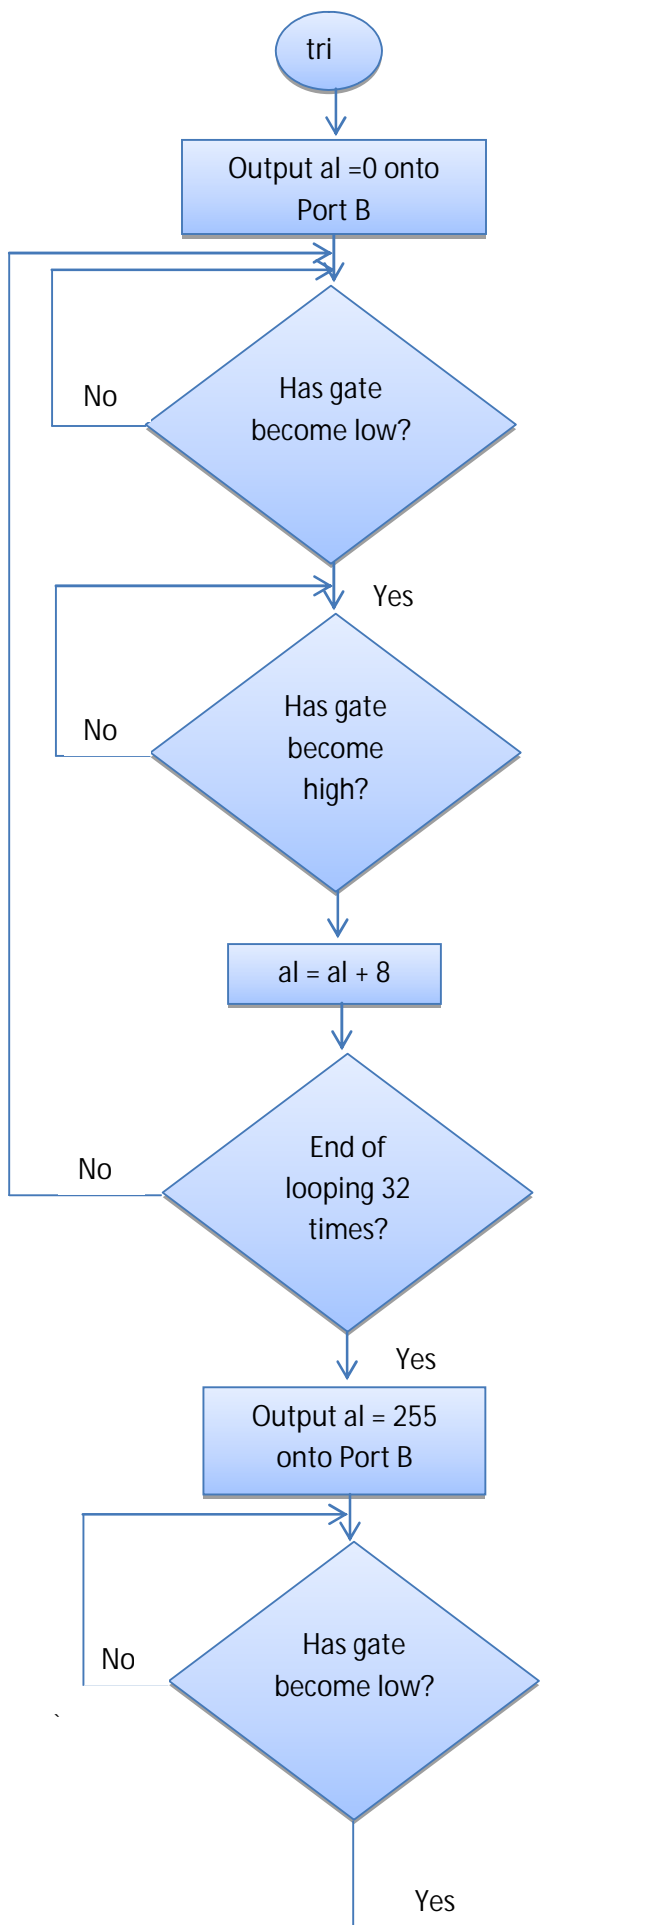 tri
Output al =0 onto
Port B
No
Has gate
become low?
Yes
No
Has gate
become
high?
al = al + 8
No
End of
looping 32
times?
Yes
Output al = 255
onto Port B
No
Has gate
become low?
`
Yes